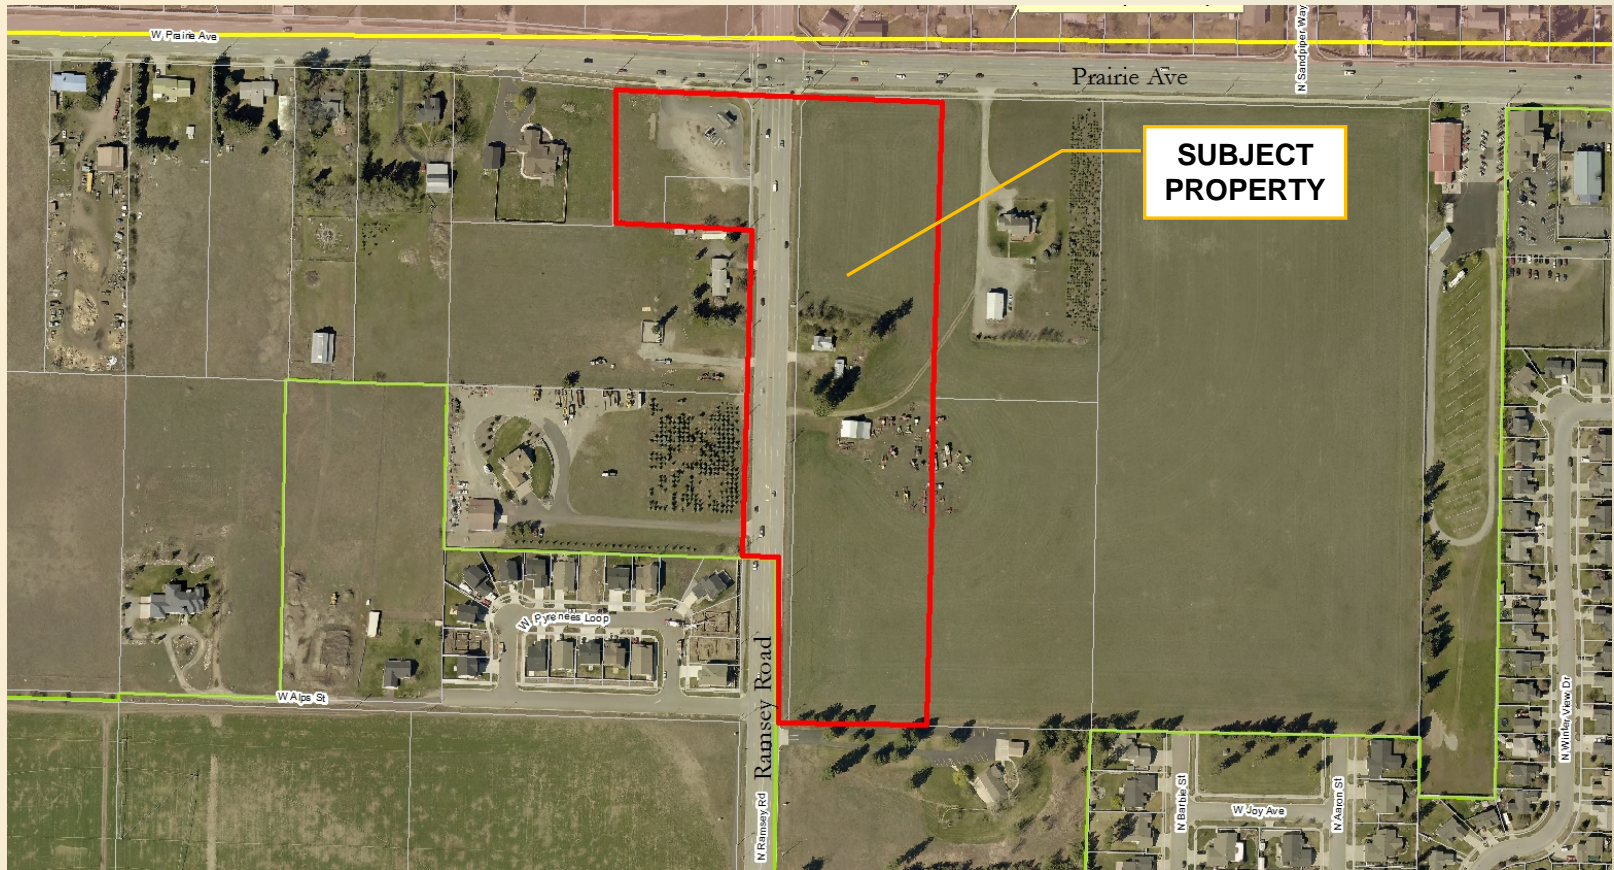 W Prairie Ave
N Sandpiper Way
Prairie Ave
SUBJECT
PROPERTY
W Pyrenees Loop
W Alps St
Ramsey Road
N Ramsey Rd
N Barbie St
W Joy Ave
N Aaron St
N Winter View Dr